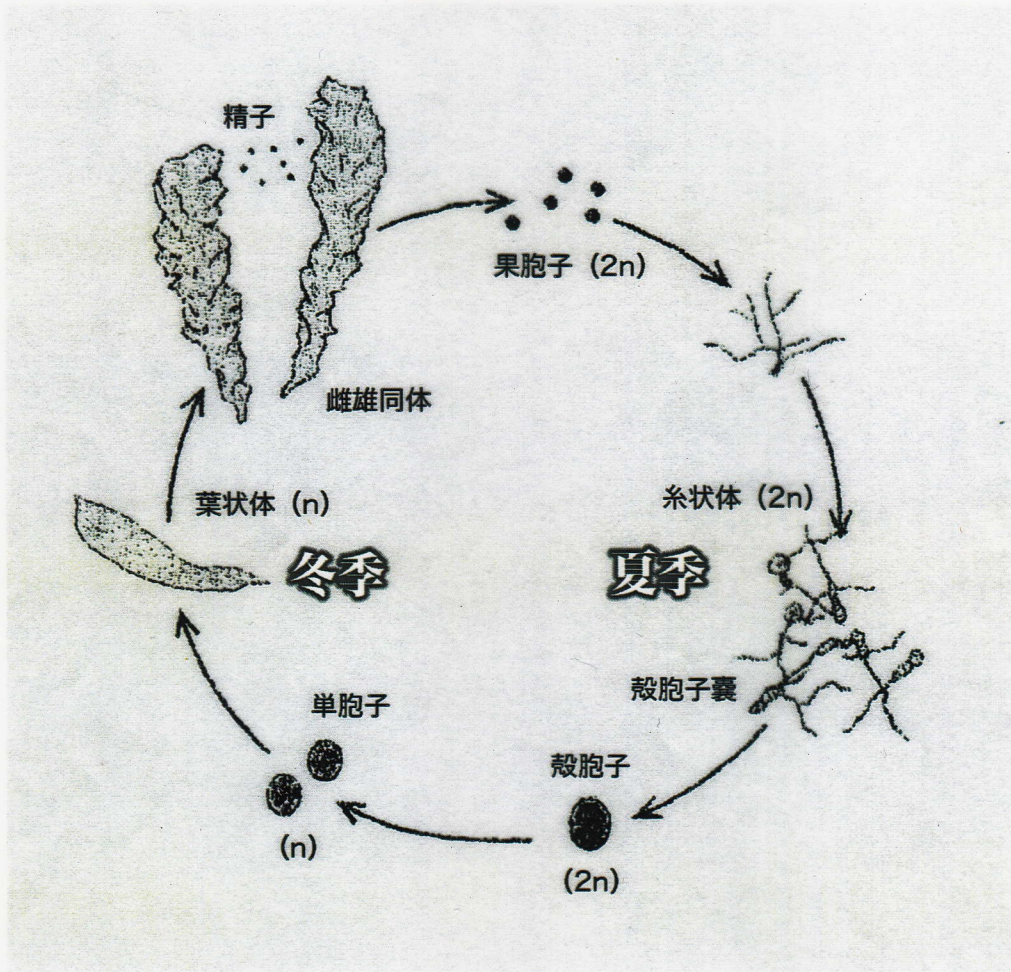 精子
果胞子（2n）
雌雄同体
葉状体（n）
糸状体（2n）
冬季
夏季
殻胞子嚢
単胞子
殻胞子
（n）
（2n）